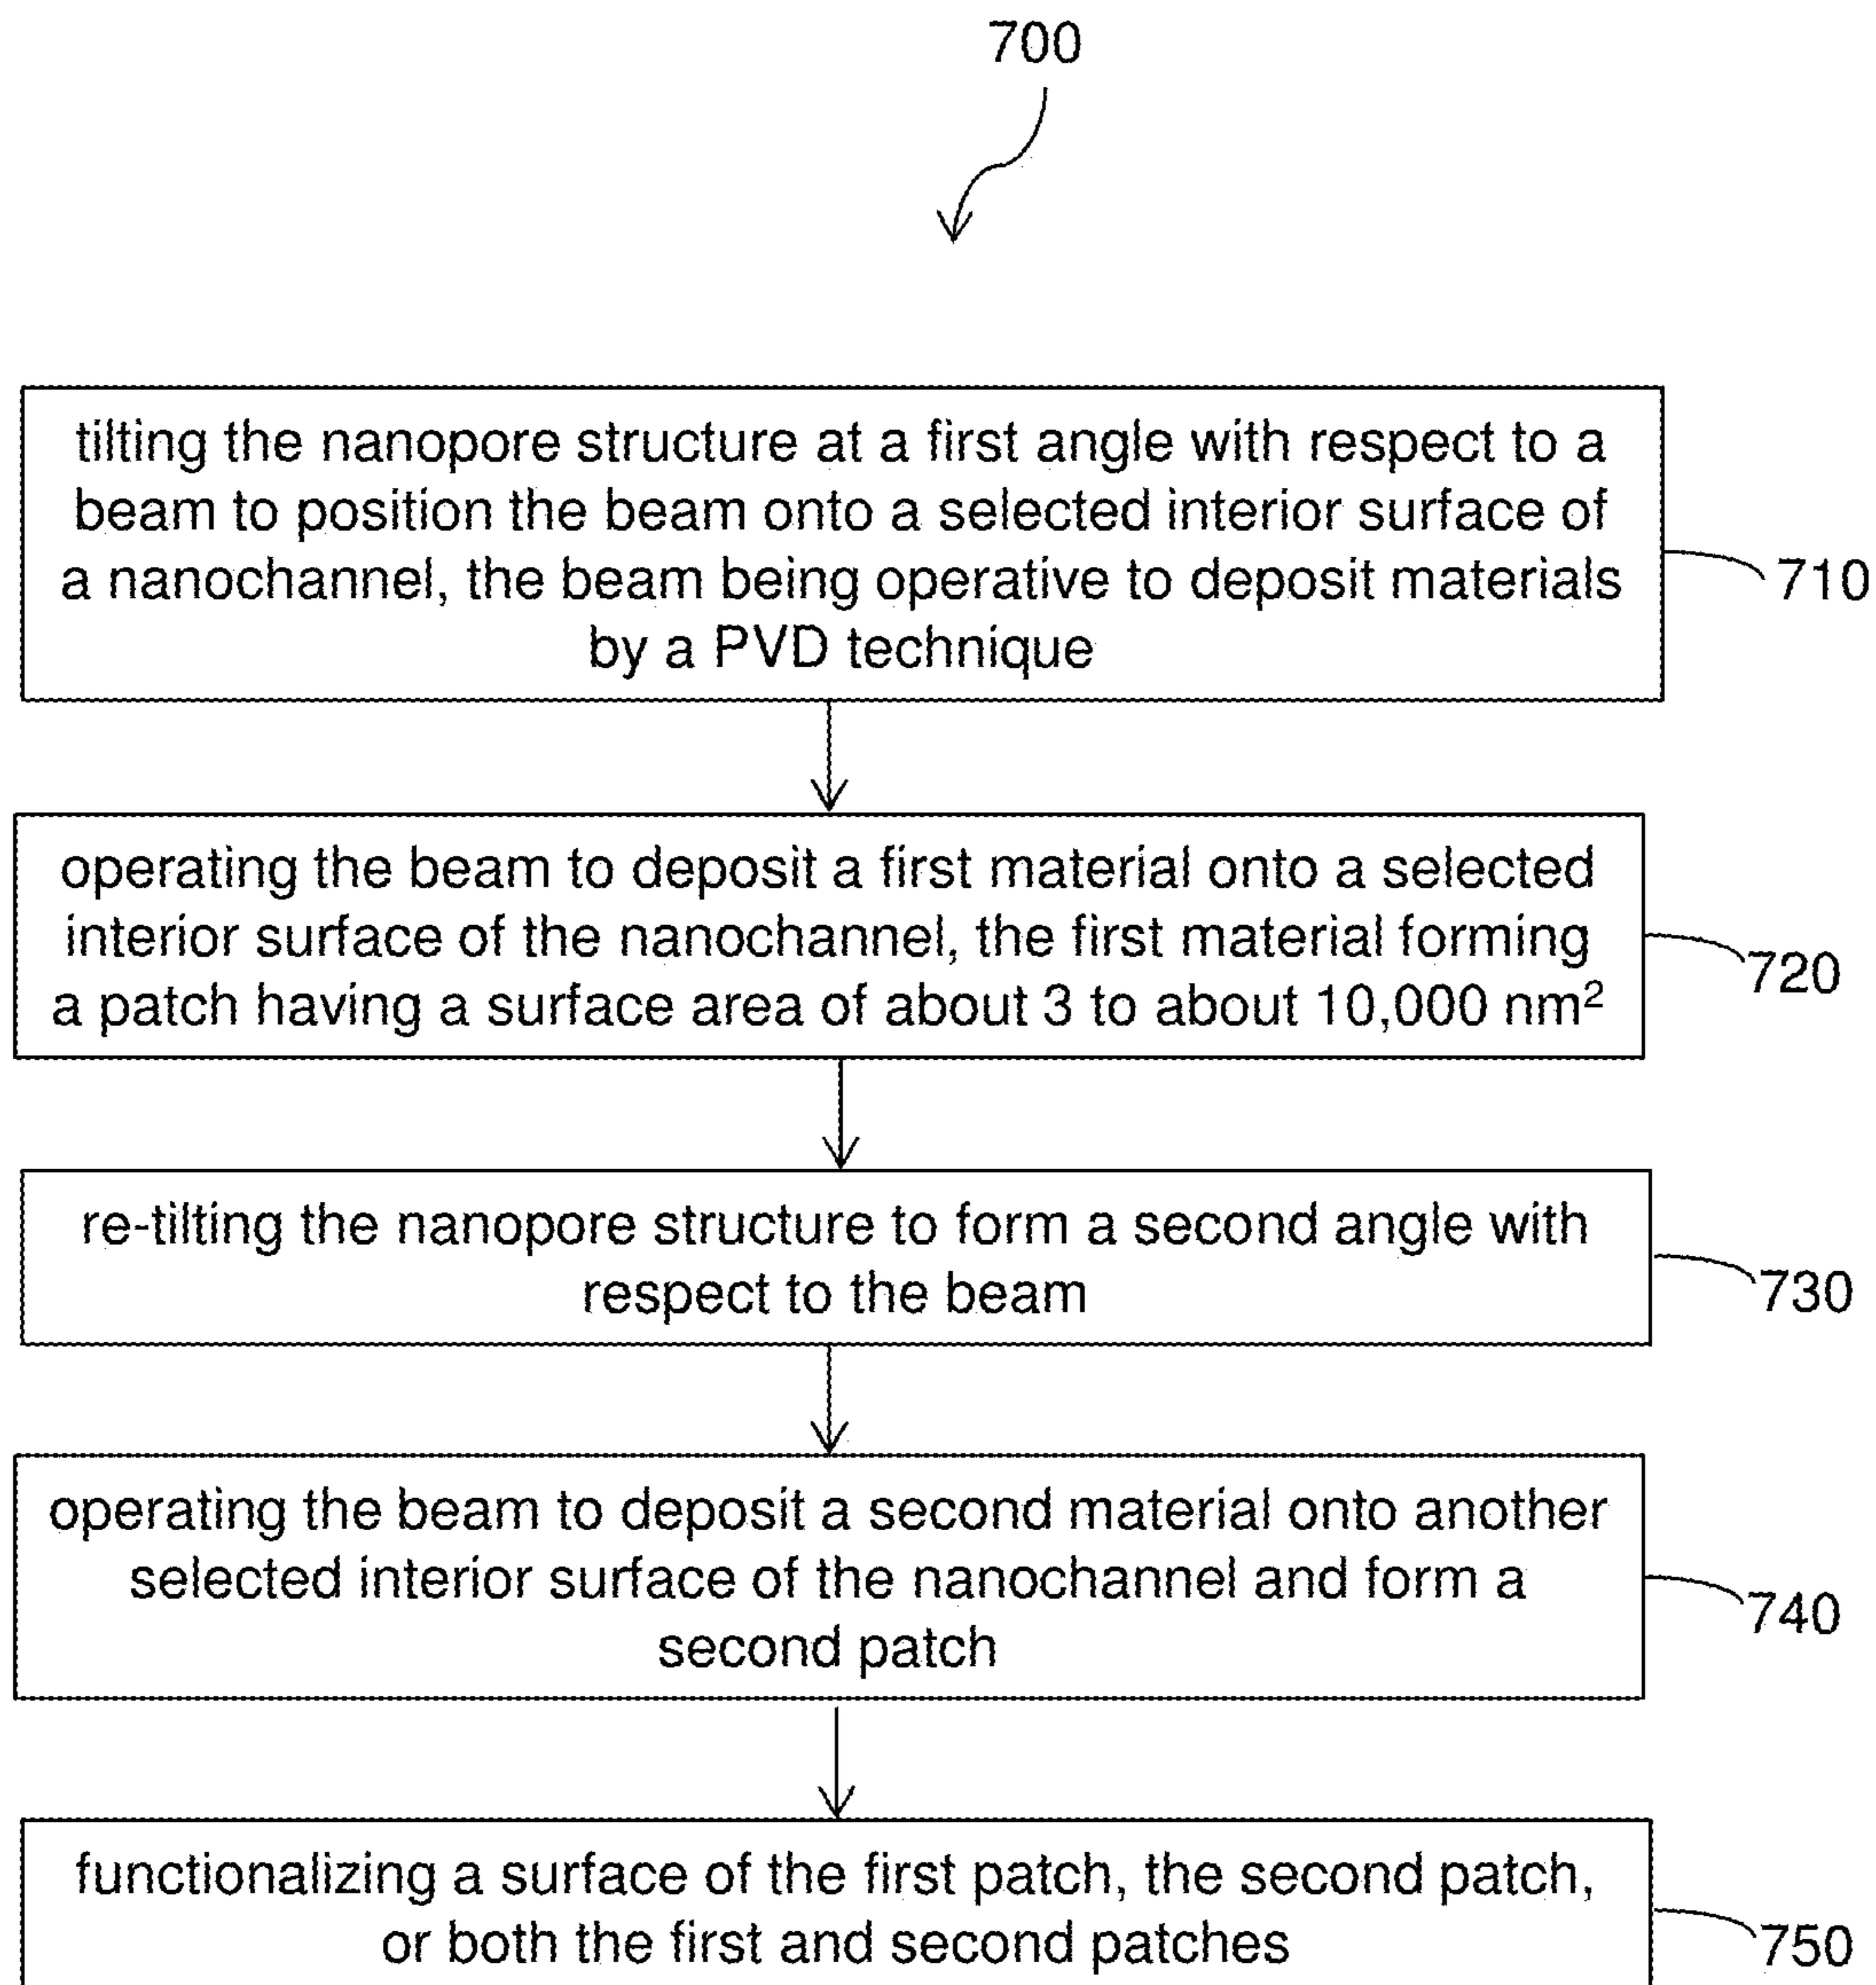 700
tilting the nanopore structure at a first angle with respect to a
beam to position the beam onto a selected interior surface of
a nanochannel, the beam being operative to deposit materials
by a PVD technique
710
operating the beam to deposit a first material onto a selected
interior surface of the nanochannel, the first material forming
a patch having a surface area of about 3 to about 10,000 nm²
720
re-tilting the nanopore structure to form a second angle with
respect to the beam
730
operating the beam to deposit a second material onto another
selected interior surface of the nanochannel and form a
second patch
740
functionalizing a surface of the first patch, the second patch,
or both the first and second patches
750